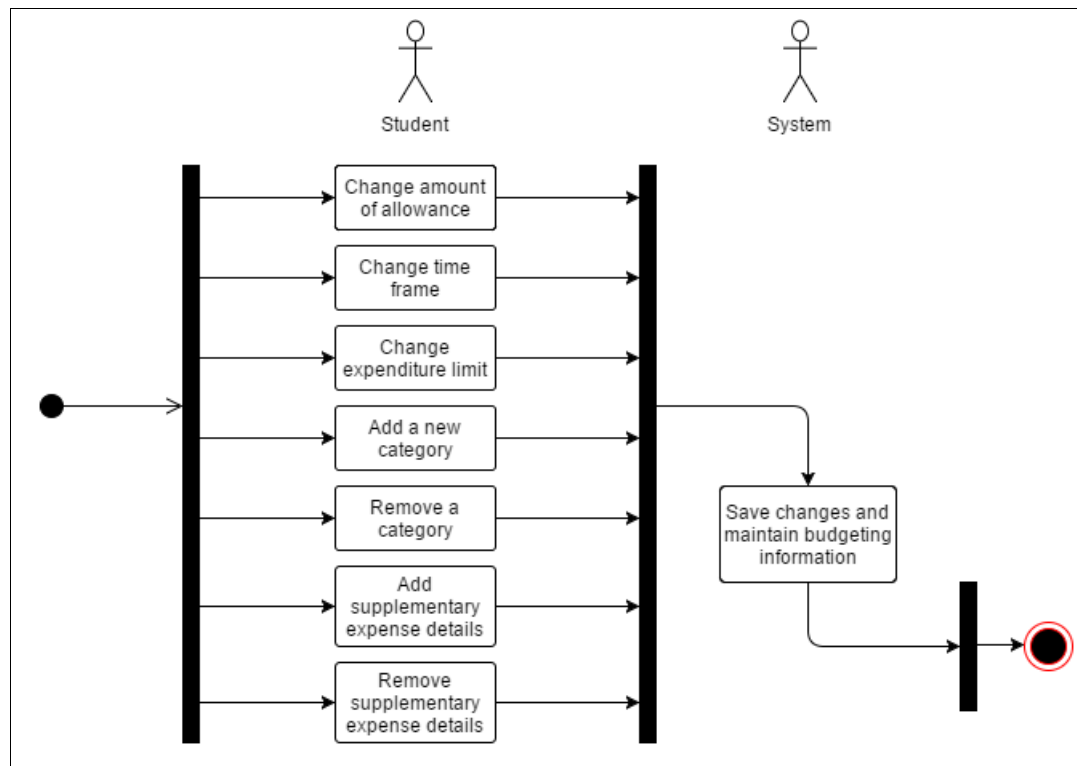 Student
System
Change amount
of allowance
Change time
frame
Change
expenditure limit
Add a new
category
Remove a
category
Add
supplementary
expense details
Remove
supplementary
expense details
Save changes and
maintain budgeting
information